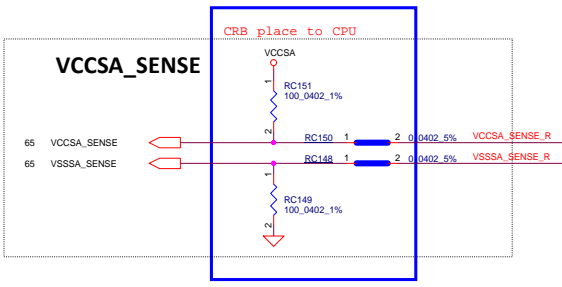 CRB place to CPU
VCCSA_SENSE
VCCSA
1
RC151
100_0402_1%
2
65 VCCSA_SENSE RC150 1 2 0_0402_5% VCCSA_SENSE_R
65 VSSSA_SENSE RC148 1 2 0_0402_5% VSSSA_SENSE_R
1
RC149
100_0402_1%
2